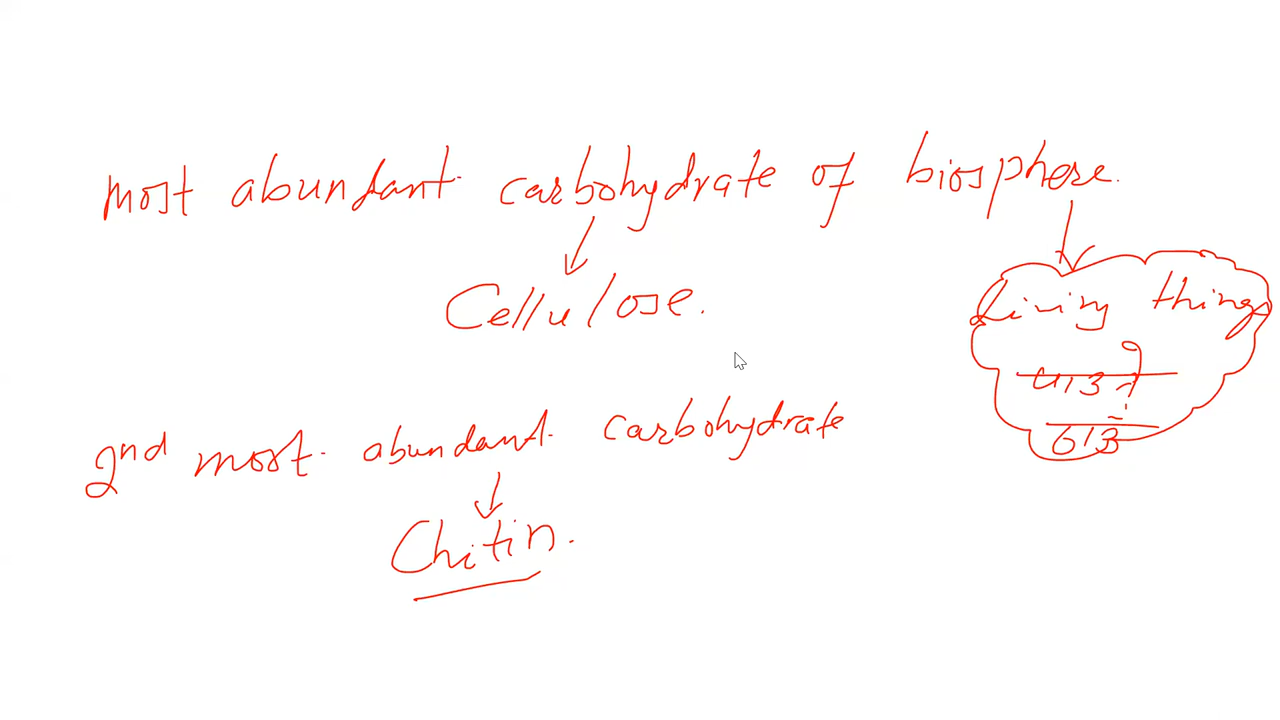 most abundant carbohydrate of biosphere.
Cellulose.
Living things
2nd most abundant carbohydrate
Chitin.